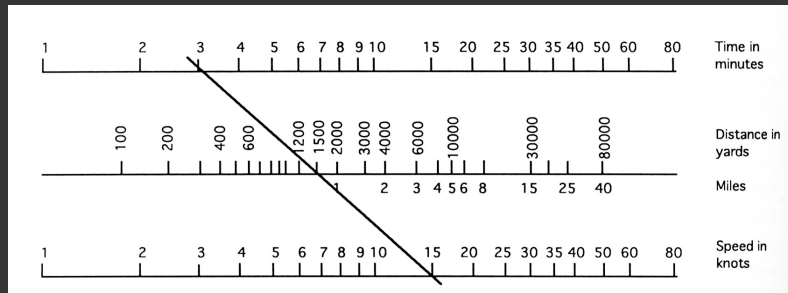 1 2 3 4 5 6 7 8 9 10 15 20 25 30 35 40 50 60 80 Time in
minutes
100 200 400 600 1200 1500 2000 3000 4000 6000 10000 30000 80000 Distance in
yards
1 2 3 4 5 6 8 15 25 40 Miles
1 2 3 4 5 6 7 8 9 10 15 20 25 30 35 40 50 60 80 Speed in
knots